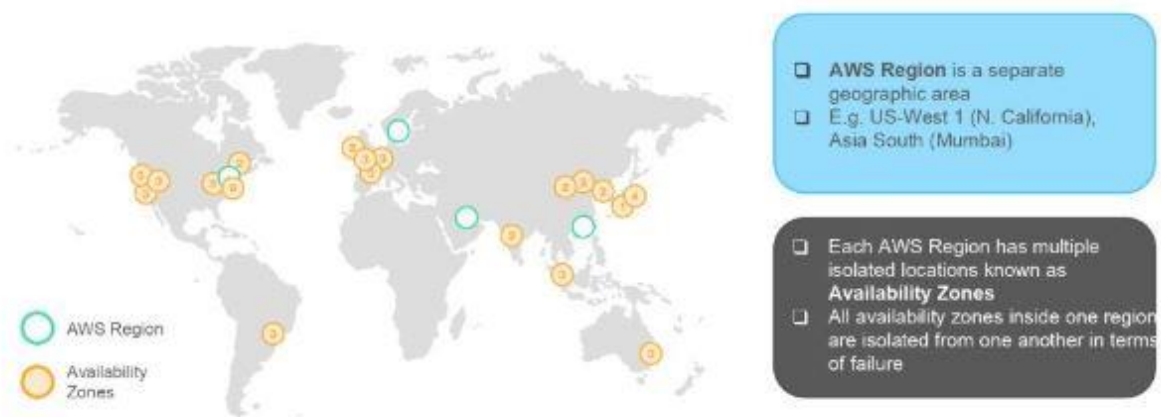 AWS Region is a separate
geographic area
E.g. US-West 1 (N. California),
Asia South (Mumbai)
Each AWS Region has multiple
isolated locations known as
Availability Zones
All availability zones inside one region
are isolated from one another in terms
of failure
AWS Region
Availability
Zones